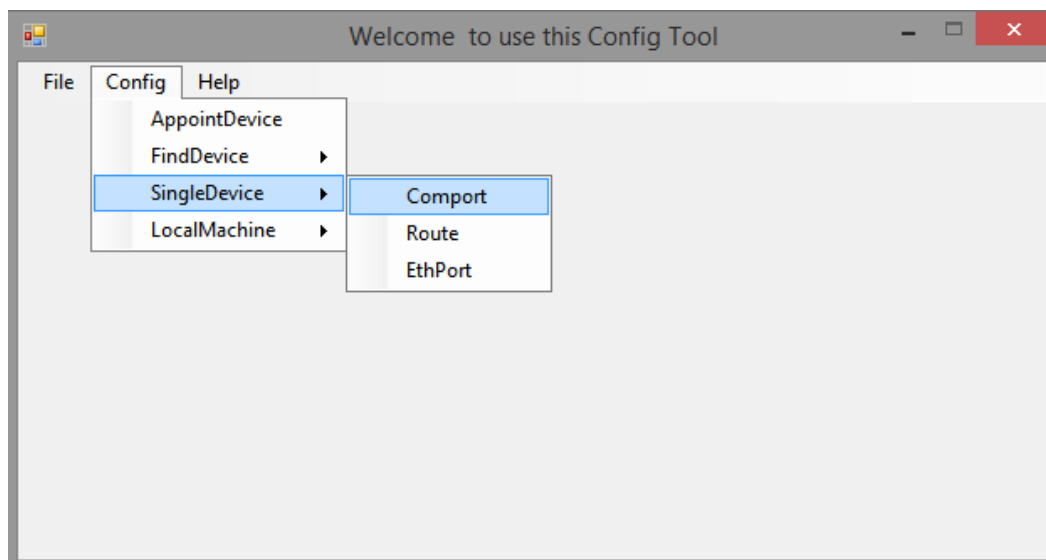 Welcome  to use this Config Tool
File Config Help
AppointDevice
FindDevice
SingleDevice
LocalMachine
Comport
Route
EthPort